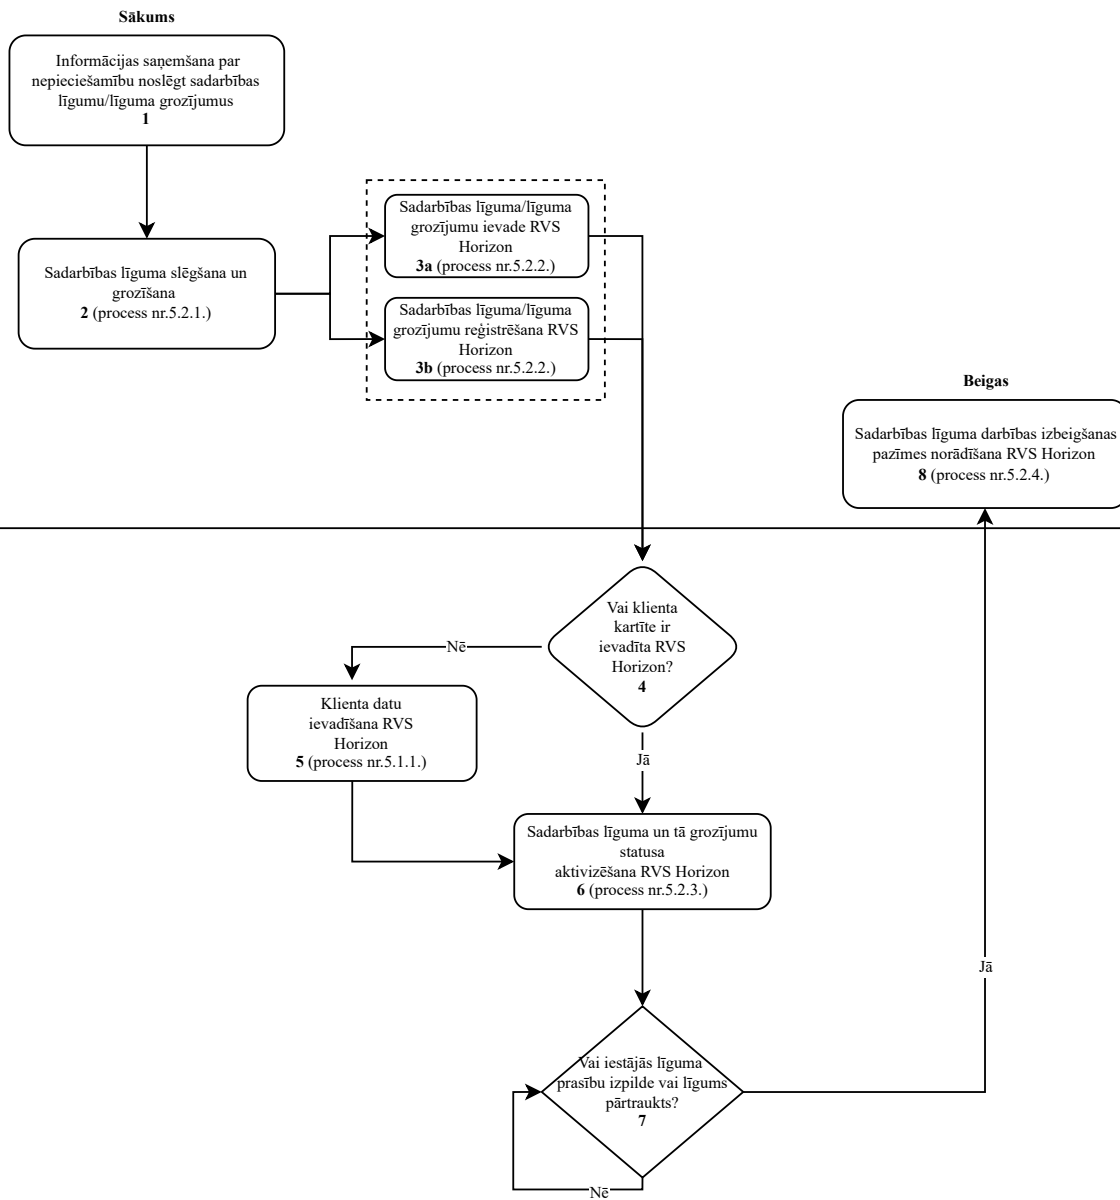 Sākums
Informācijas saņemšana par
nepieciešamību noslēgt sadarbības
līgumu/līguma grozījumus
1
Sadarbības līguma slēgšana un
grozīšana
2 (process nr.5.2.1.)
Sadarbības līguma/līguma
grozījumu ievade RVS
Horizon
3a (process nr.5.2.2.)
Sadarbības līguma/līguma
grozījumu reģistrēšana RVS
Horizon
3b (process nr.5.2.2.)
Beigas
Sadarbības līguma darbības izbeigšanas
pazīmes norādīšana RVS Horizon
8 (process nr.5.2.4.)
Vai klienta
kartīte ir
ievadīta RVS
Horizon?
4
Nē
Klienta datu
ievadīšana RVS
Horizon
5 (process nr.5.1.1.)
Jā
Sadarbības līguma un tā grozījumu
statusa
aktivizēšana RVS Horizon
6 (process nr.5.2.3.)
Jā
Vai iestājās līguma
prasību izpilde vai līgums
pārtraukts?
7
Nē